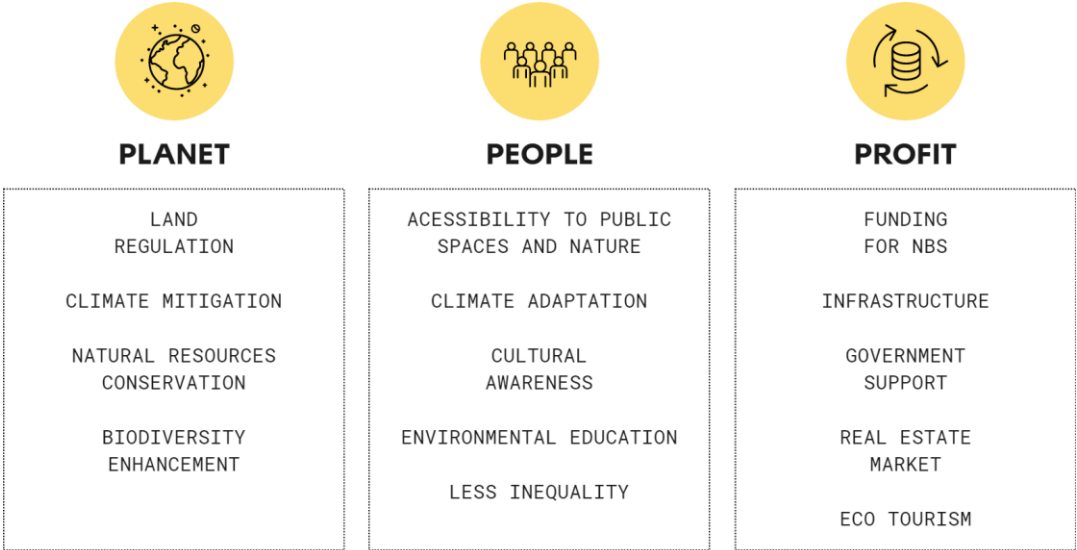 PLANET
LAND
REGULATION
CLIMATE MITIGATION
NATURAL RESOURCES
CONSERVATION
BIODIVERSITY
ENHANCEMENT
PEOPLE
ACESSIBILITY TO PUBLIC
SPACES AND NATURE
CLIMATE ADAPTATION
CULTURAL
AWARENESS
ENVIRONMENTAL EDUCATION
LESS INEQUALITY
PROFIT
FUNDING
FOR NBS
INFRASTRUCTURE
GOVERNMENT
SUPPORT
REAL ESTATE
MARKET
ECO TOURISM